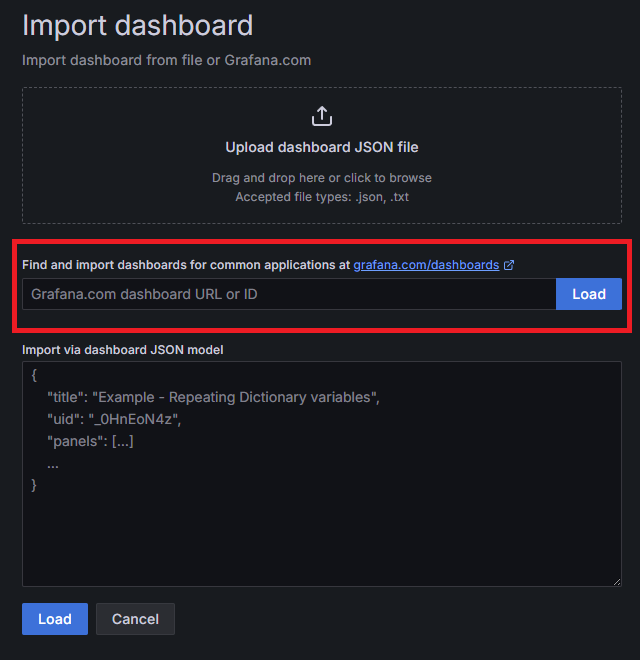 Import dashboard
Import dashboard from file or Grafana.com
Upload dashboard JSON file
Drag and drop here or click to browse
Accepted file types: .json, .txt
Find and import dashboards for common applications at grafana.com/dashboards
Grafana.com dashboard URL or ID
Load
Import via dashboard JSON model
{
"title": "Example - Repeating Dictionary variables",
"uid": "_0HnEoN4z",
"panels": [...]
...
}
Load Cancel